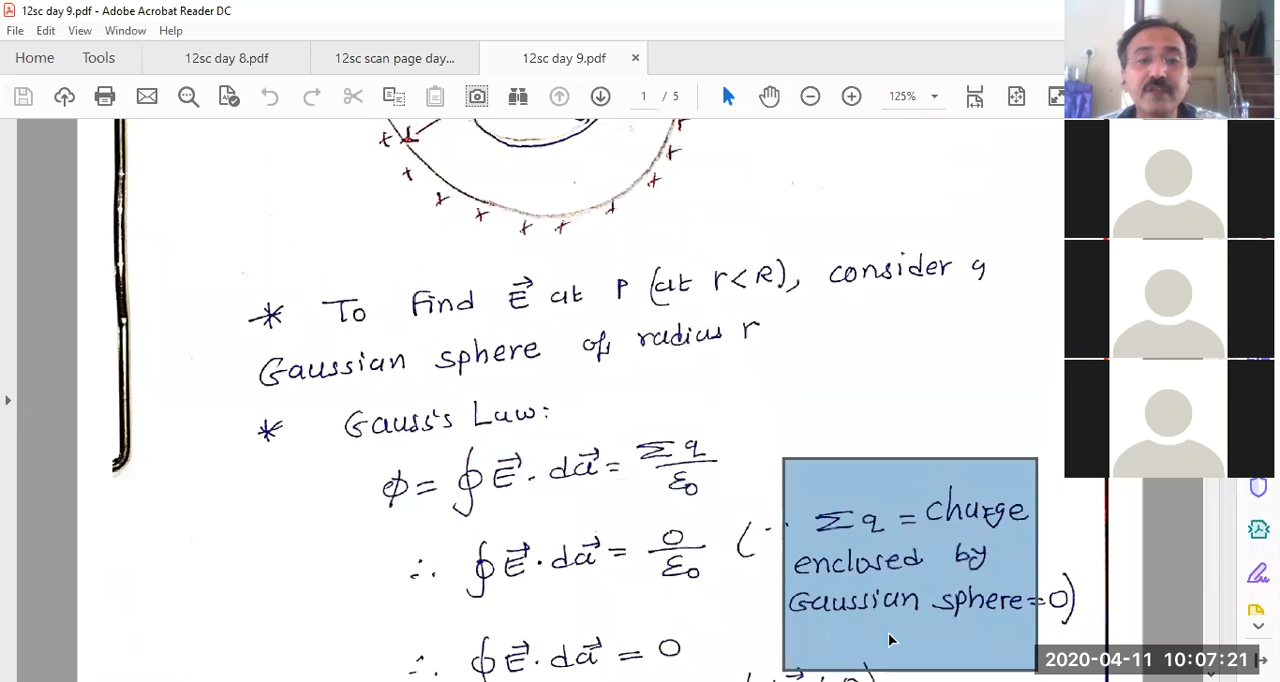 12sc day 9.pdf - Adobe Acrobat Reader DC
File Edit View Window Help
Home Tools 12sc day 8.pdf 12sc scan page day... 12sc day 9.pdf ×
1 / 5 125%
* To find E⃗ at P (at r<R), consider a
Gaussian sphere of radius r
* Gauss's Law:
ϕ = ∮ E⃗ . da⃗ = Σq/ε₀
∴ ∮ E⃗ . da⃗ = 0/ε₀ (∵ Σq = charge
enclosed by
Gaussian sphere = 0)
∴ ∮ E⃗ . da⃗ = 0
2020-04-11 10:07:21